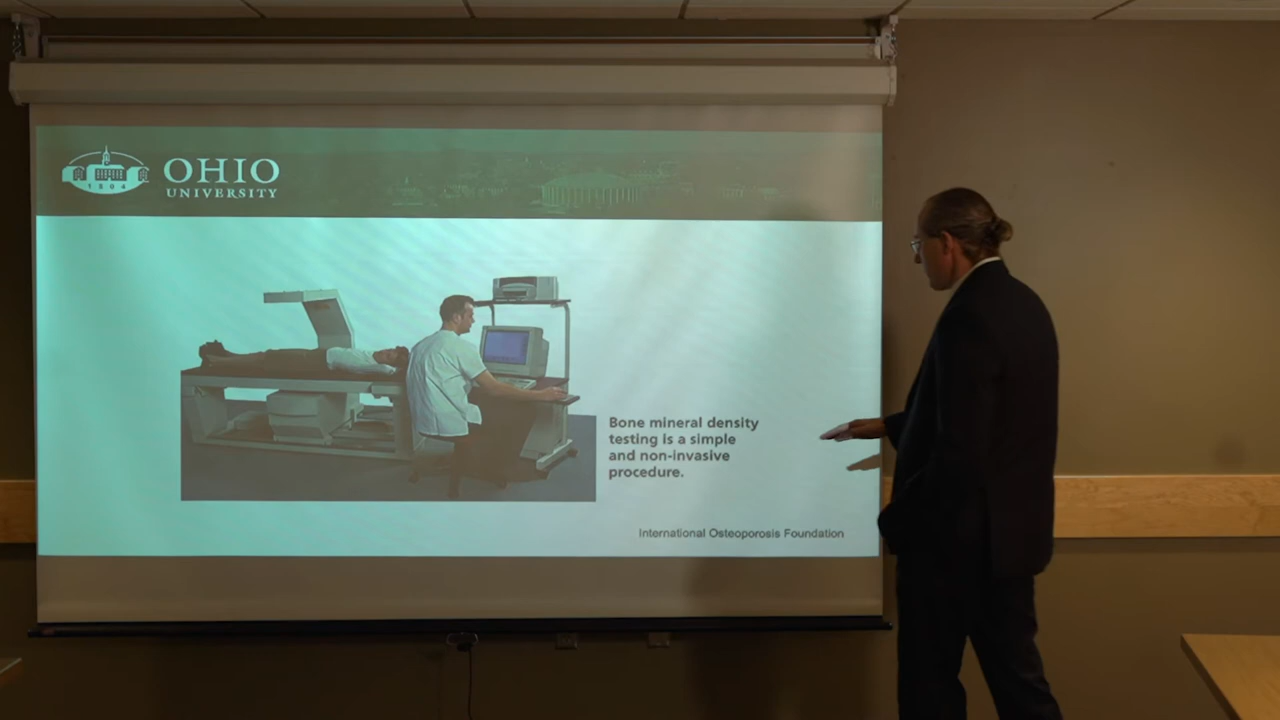 1804
OHIO
UNIVERSITY
Bone mineral density
testing is a simple
and non-invasive
procedure.
International Osteoporosis Foundation